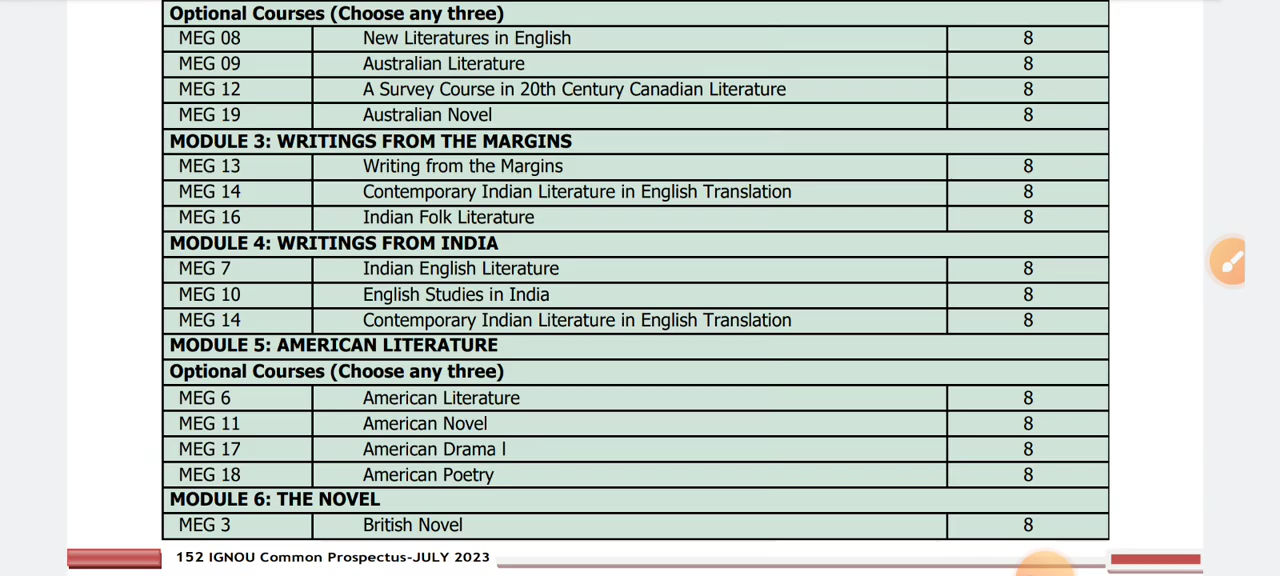 Optional Courses (Choose any three)
MEG 08 New Literatures in English 8
MEG 09 Australian Literature 8
MEG 12 A Survey Course in 20th Century Canadian Literature 8
MEG 19 Australian Novel 8
MODULE 3: WRITINGS FROM THE MARGINS
MEG 13 Writing from the Margins 8
MEG 14 Contemporary Indian Literature in English Translation 8
MEG 16 Indian Folk Literature 8
MODULE 4: WRITINGS FROM INDIA
MEG 7 Indian English Literature 8
MEG 10 English Studies in India 8
MEG 14 Contemporary Indian Literature in English Translation 8
MODULE 5: AMERICAN LITERATURE
Optional Courses (Choose any three)
MEG 6 American Literature 8
MEG 11 American Novel 8
MEG 17 American Drama I 8
MEG 18 American Poetry 8
MODULE 6: THE NOVEL
MEG 3 British Novel 8
152 IGNOU Common Prospectus-JULY 2023